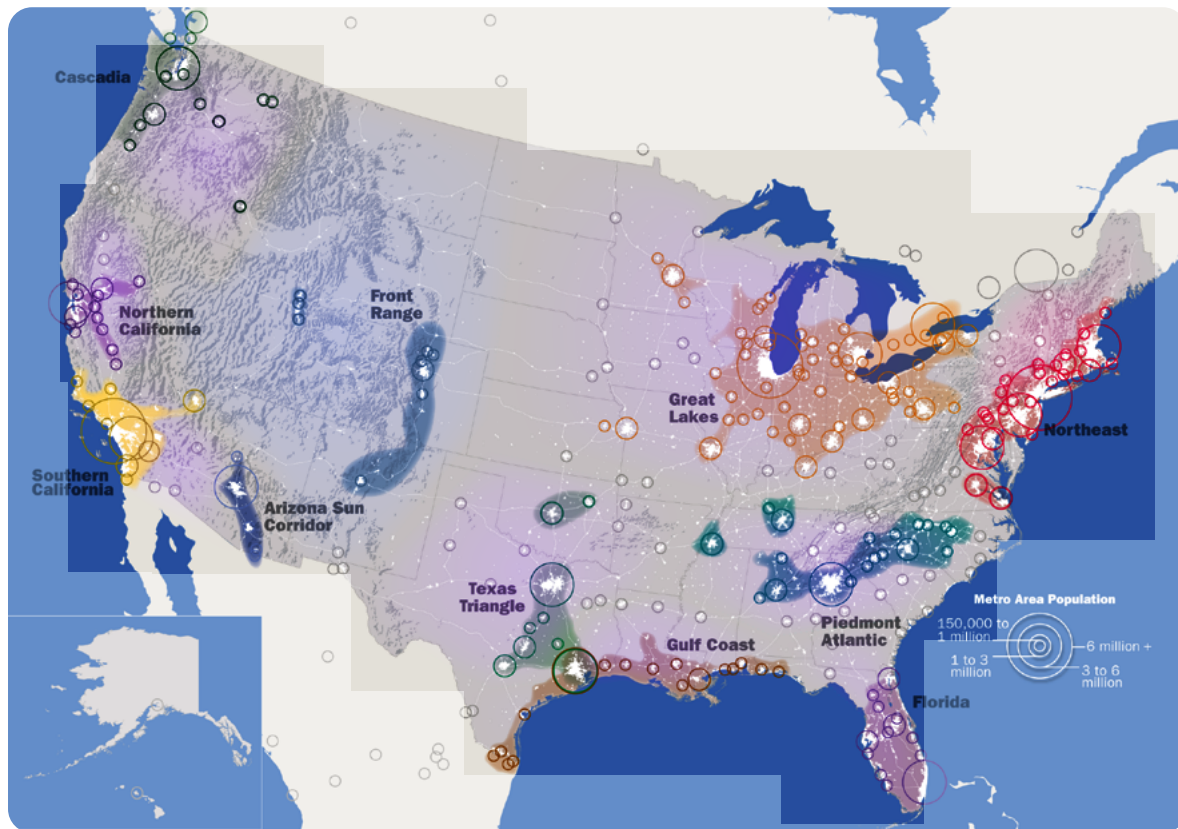 Cascadia
Northern
California
Front
Range
Great
Lakes
Northeast
Southern
California
Arizona Sun
Corridor
Texas
Triangle
Gulf Coast
Piedmont
Atlantic
Florida
Metro Area Population
150,000 to
1 million
1 to 3
million
6 million +
3 to 6
million